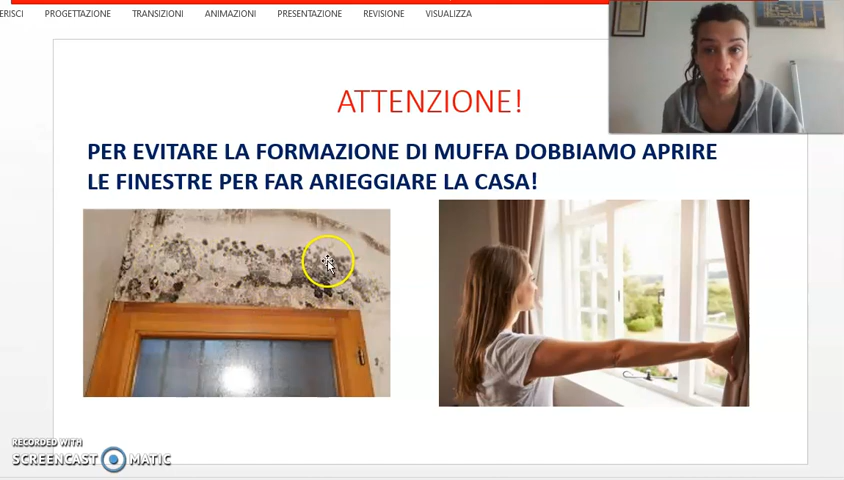 ERISCI PROGETTAZIONE TRANSIZIONI ANIMAZIONI PRESENTAZIONE REVISIONE VISUALIZZA
ATTENZIONE!
PER EVITARE LA FORMAZIONE DI MUFFA DOBBIAMO APRIRE
LE FINESTRE PER FAR ARIEGGIARE LA CASA!
RECORDED WITH
SCREENCAST MATIC